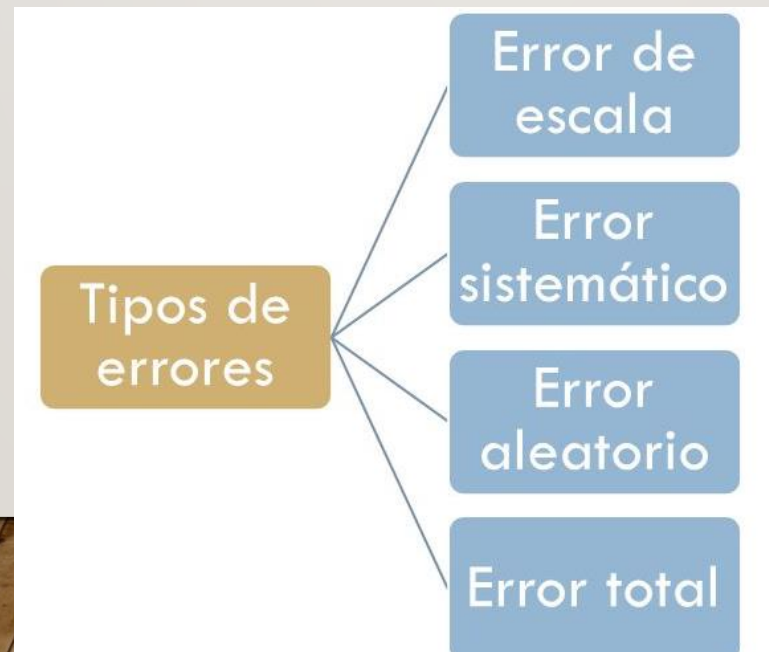 Tipos de
errores
Error de
escala
Error
sistemático
Error
aleatorio
Error total